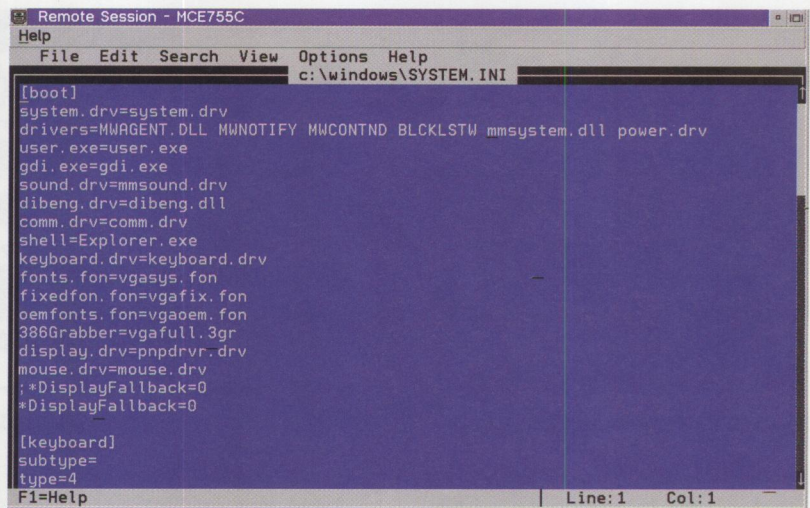 Remote Session - MCE755C
Help
File Edit Search View Options Help
c:\windows\SYSTEM.INI
[boot]
system.drv=system.drv
drivers=MWAGENT.DLL MWNOTIFY MWCONTND BLCKLSTW mmsystem.dll power.drv
user.exe=user.exe
gdi.exe=gdi.exe
sound.drv=mmsound.drv
dibeng.drv=dibeng.dll
comm.drv=comm.drv
shell=Explorer.exe
keyboard.drv=keyboard.drv
fonts.fon=vgasys.fon
fixedfon.fon=vgafix.fon
oemfonts.fon=vgaoem.fon
386Grabber=vgafull.3gr
display.drv=pnpdrvr.drv
mouse.drv=mouse.drv
;*DisplayFallback=0
*DisplayFallback=0
[keyboard]
subtype=
type=4
F1=Help Line:1 Col:1